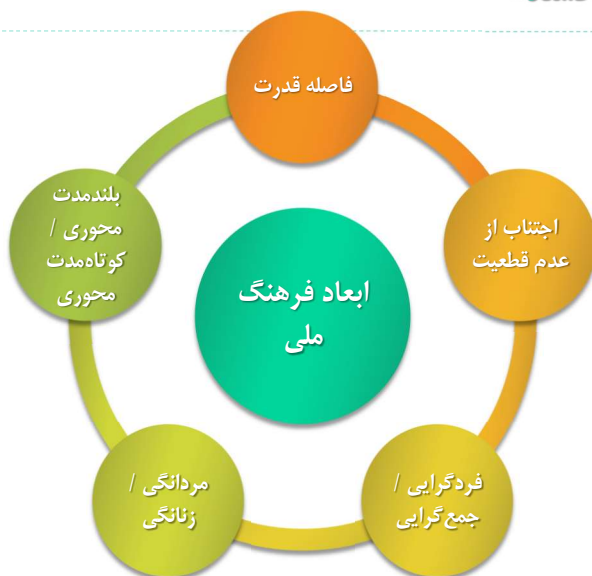 فاصله قدرت
اجتناب از
عدم قطعیت
فردگرایی /
جمع‌گرایی
مردانگی /
زنانگی
بلندمدت
محوری /
کوتاه‌مدت
محوری
ابعاد فرهنگ
ملی